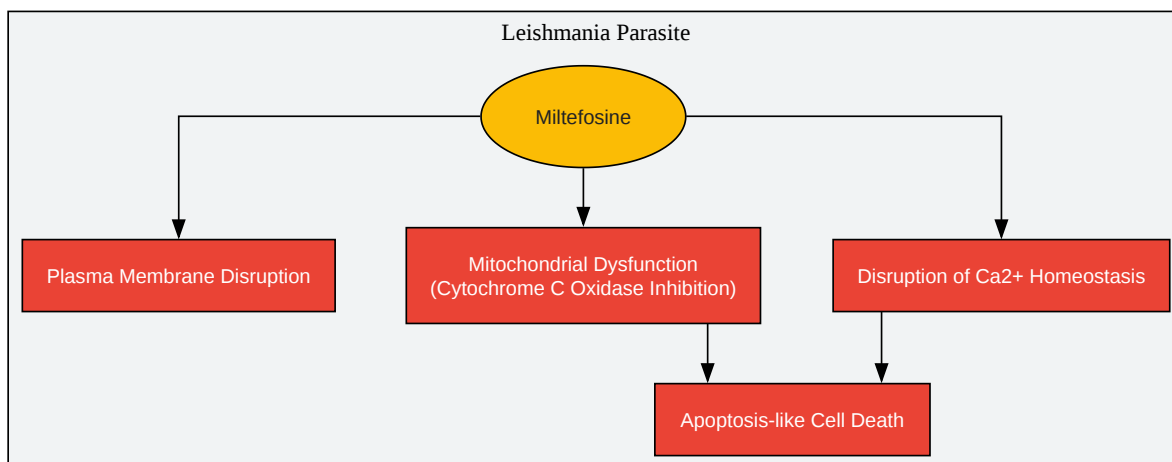 Leishmania Parasite
Miltefosine
Plasma Membrane Disruption
Mitochondrial Dysfunction
(Cytochrome C Oxidase Inhibition)
Disruption of Ca2+ Homeostasis
Apoptosis-like Cell Death